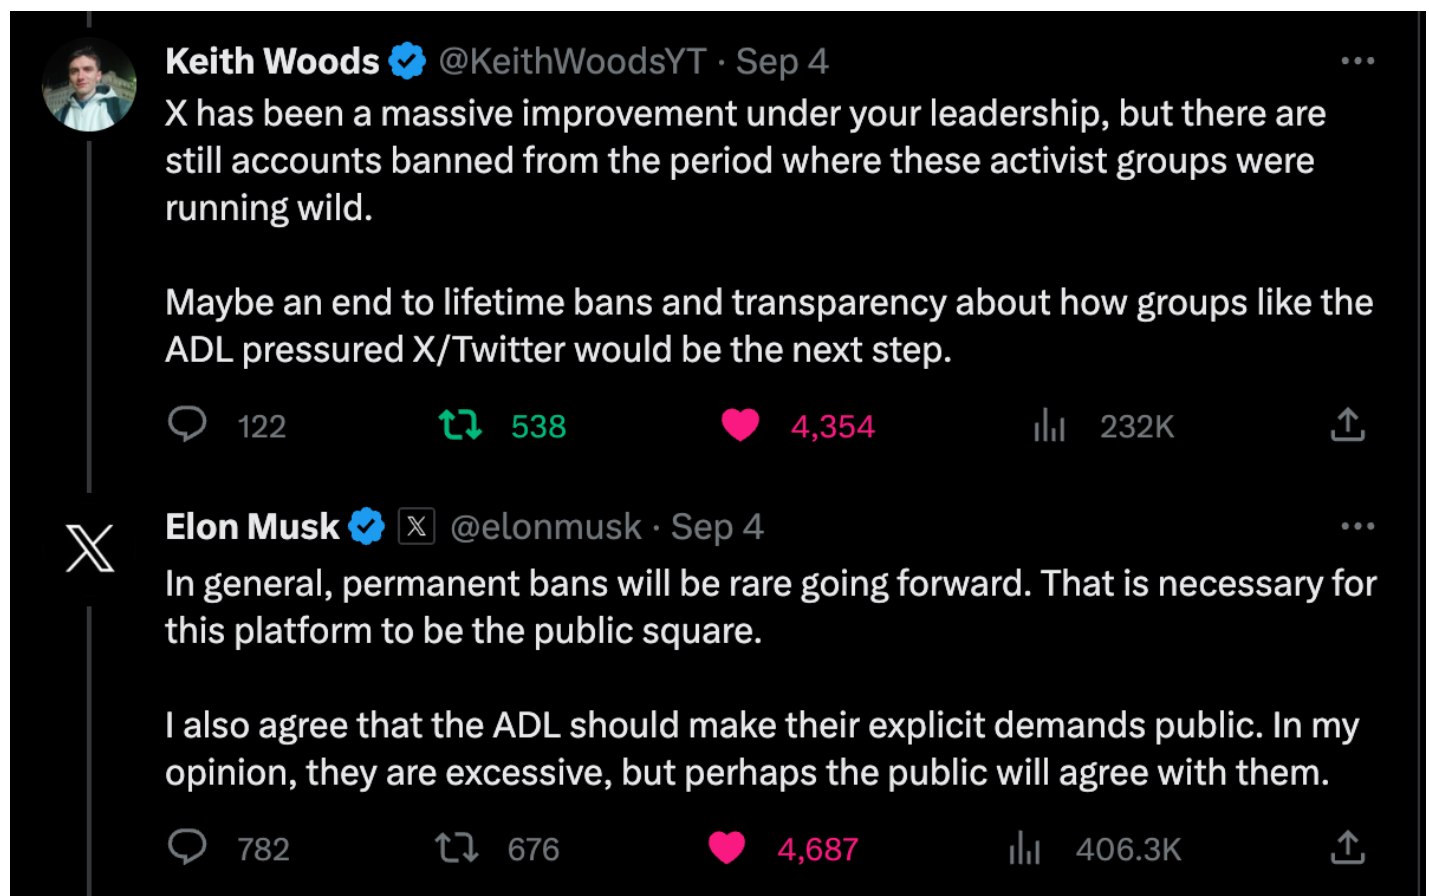 Keith Woods @KeithWoodsYT · Sep 4
X has been a massive improvement under your leadership, but there are
still accounts banned from the period where these activist groups were
running wild.
Maybe an end to lifetime bans and transparency about how groups like the
ADL pressured X/Twitter would be the next step.
122 538 4,354 232K
Elon Musk X @elonmusk · Sep 4
In general, permanent bans will be rare going forward. That is necessary for
this platform to be the public square.
I also agree that the ADL should make their explicit demands public. In my
opinion, they are excessive, but perhaps the public will agree with them.
782 676 4,687 406.3K